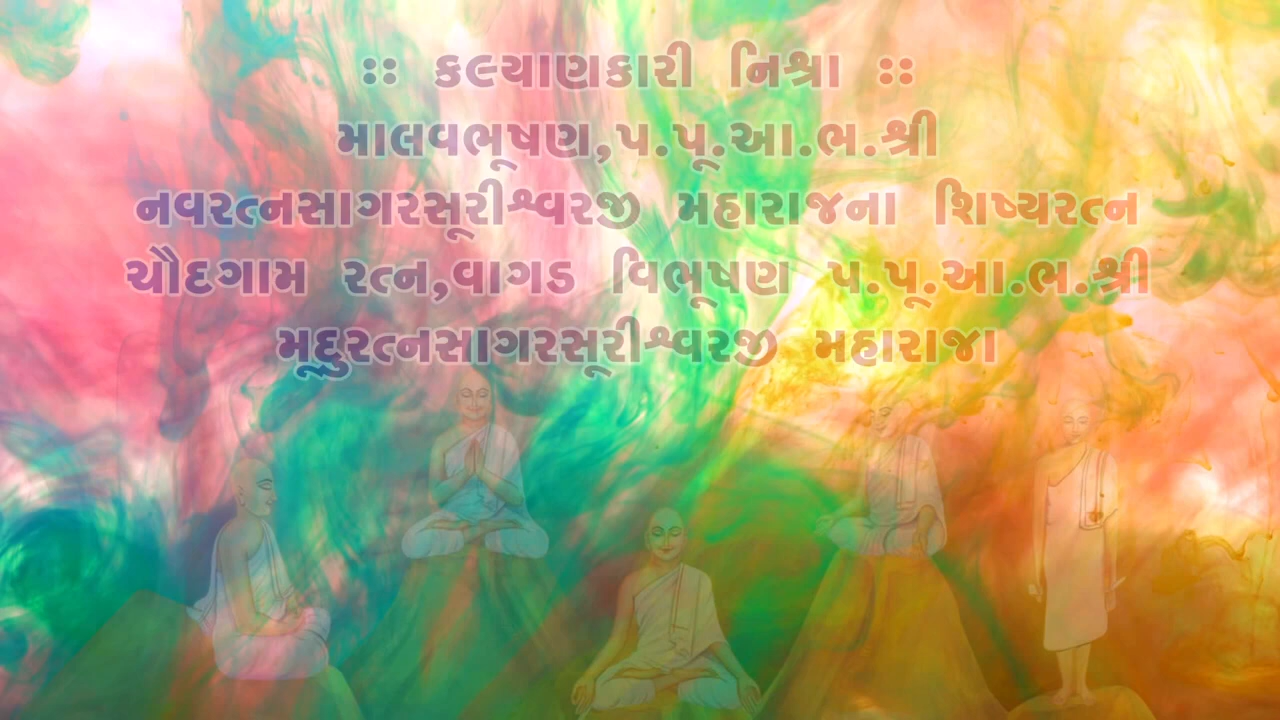 :: કલ્યાણકારી નિશ્રા ::
માલવભૂષણ,પ.પૂ.આ.ભ.શ્રી
નવરત્નસાગરસૂરીશ્વરજી મહારાજના શિષ્યરત્ન
ચૌદગામ રત્ન,વાગડ વિભૂષણ પ.પૂ.આ.ભ.શ્રી
મૂદુરત્નસાગરસૂરીશ્વરજી મહારાજા